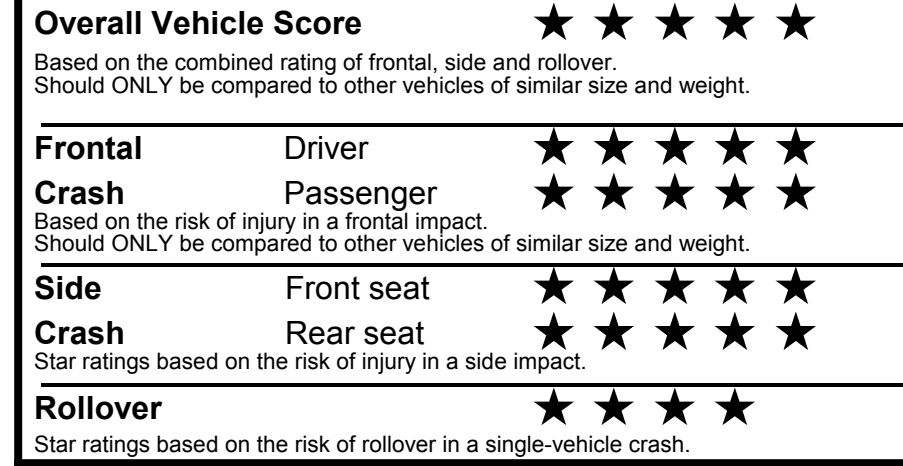 Overall Vehicle Score ★ ★ ★ ★ ★
Based on the combined rating of frontal, side and rollover.
Should ONLY be compared to other vehicles of similar size and weight.
Frontal Driver ★ ★ ★ ★ ★
Crash Passenger ★ ★ ★ ★ ★
Based on the risk of injury in a frontal impact.
Should ONLY be compared to other vehicles of similar size and weight.
Side Front seat ★ ★ ★ ★ ★
Crash Rear seat ★ ★ ★ ★ ★
Star ratings based on the risk of injury in a side impact.
Rollover ★ ★ ★ ★
Star ratings based on the risk of rollover in a single-vehicle crash.